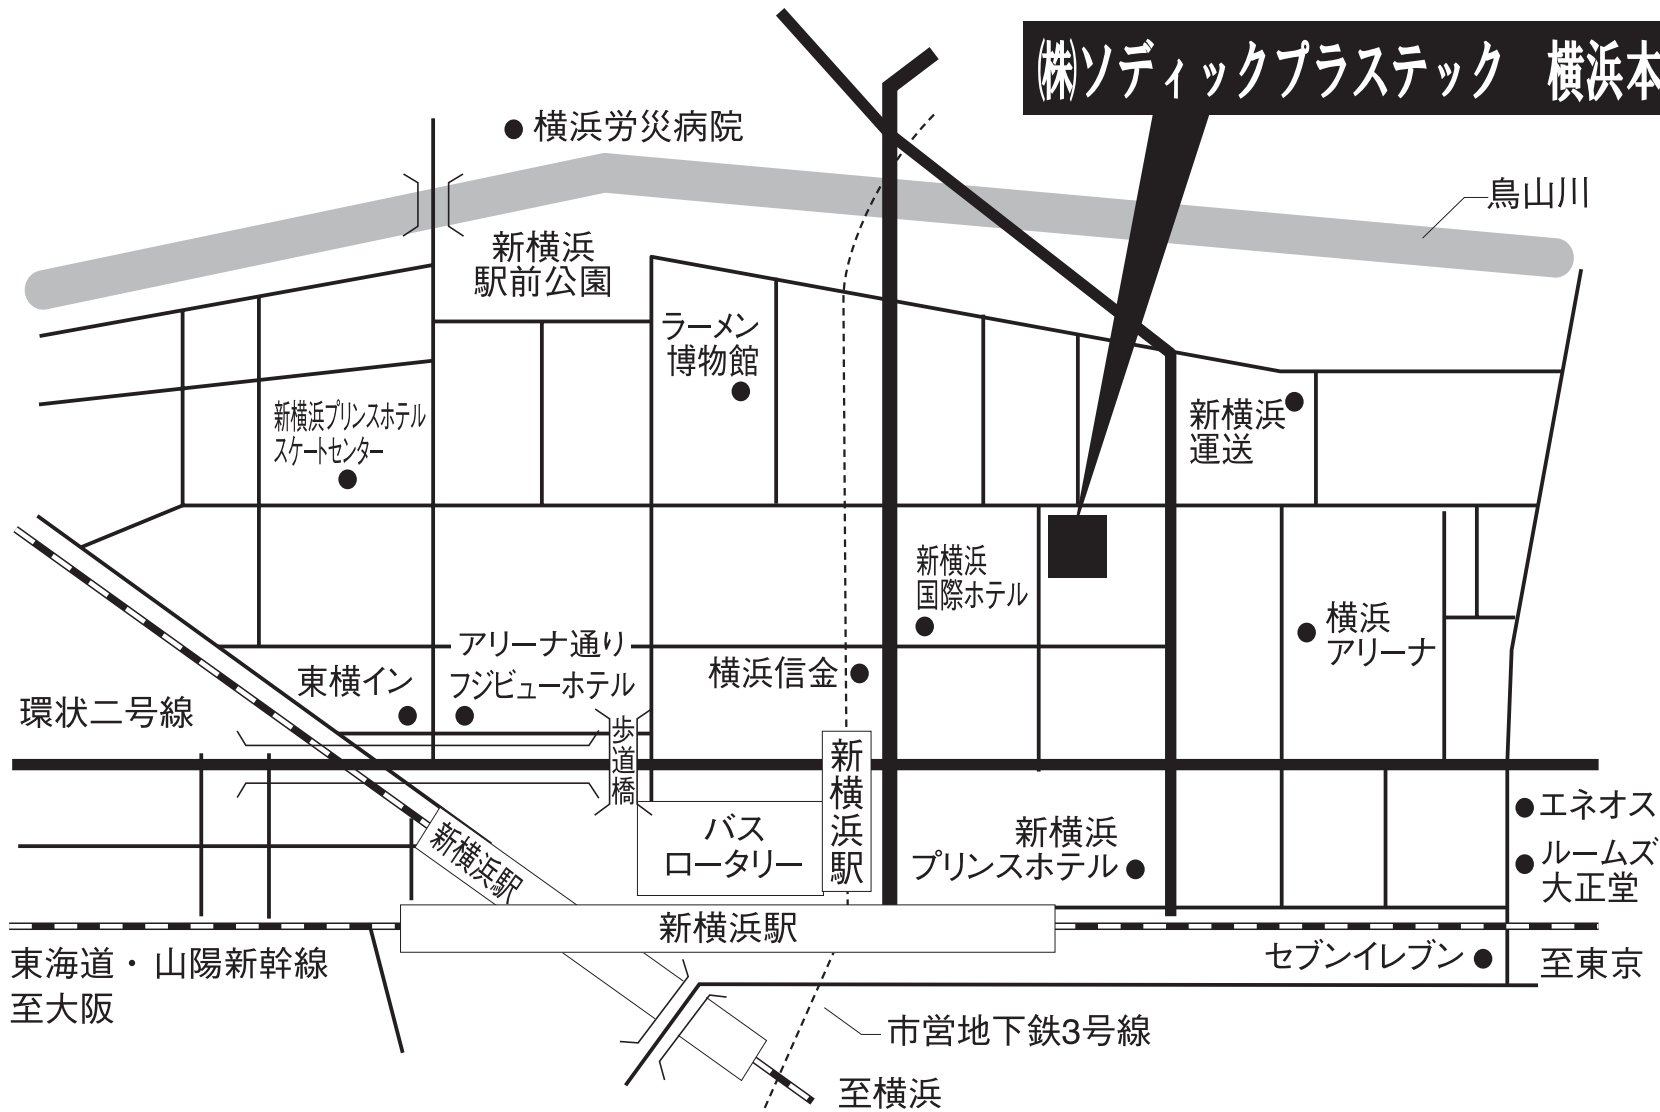 ㈱ソディックプラステック 横浜本
横浜労災病院
鳥山川
新横浜
駅前公園
ラーメン
博物館
新横浜プリンスホテル
スケートセンター
新横浜
運送
新横浜
国際ホテル
横浜
アリーナ
アリーナ通り
東横イン
フジビューホテル
横浜信金
環状二号線
歩道橋
新横浜駅
バス
ロータリー
新横浜
プリンスホテル
エネオス
ルームズ
大正堂
新横浜駅
新横浜駅
東海道・山陽新幹線
至大阪
セブンイレブン
至東京
市営地下鉄3号線
至横浜